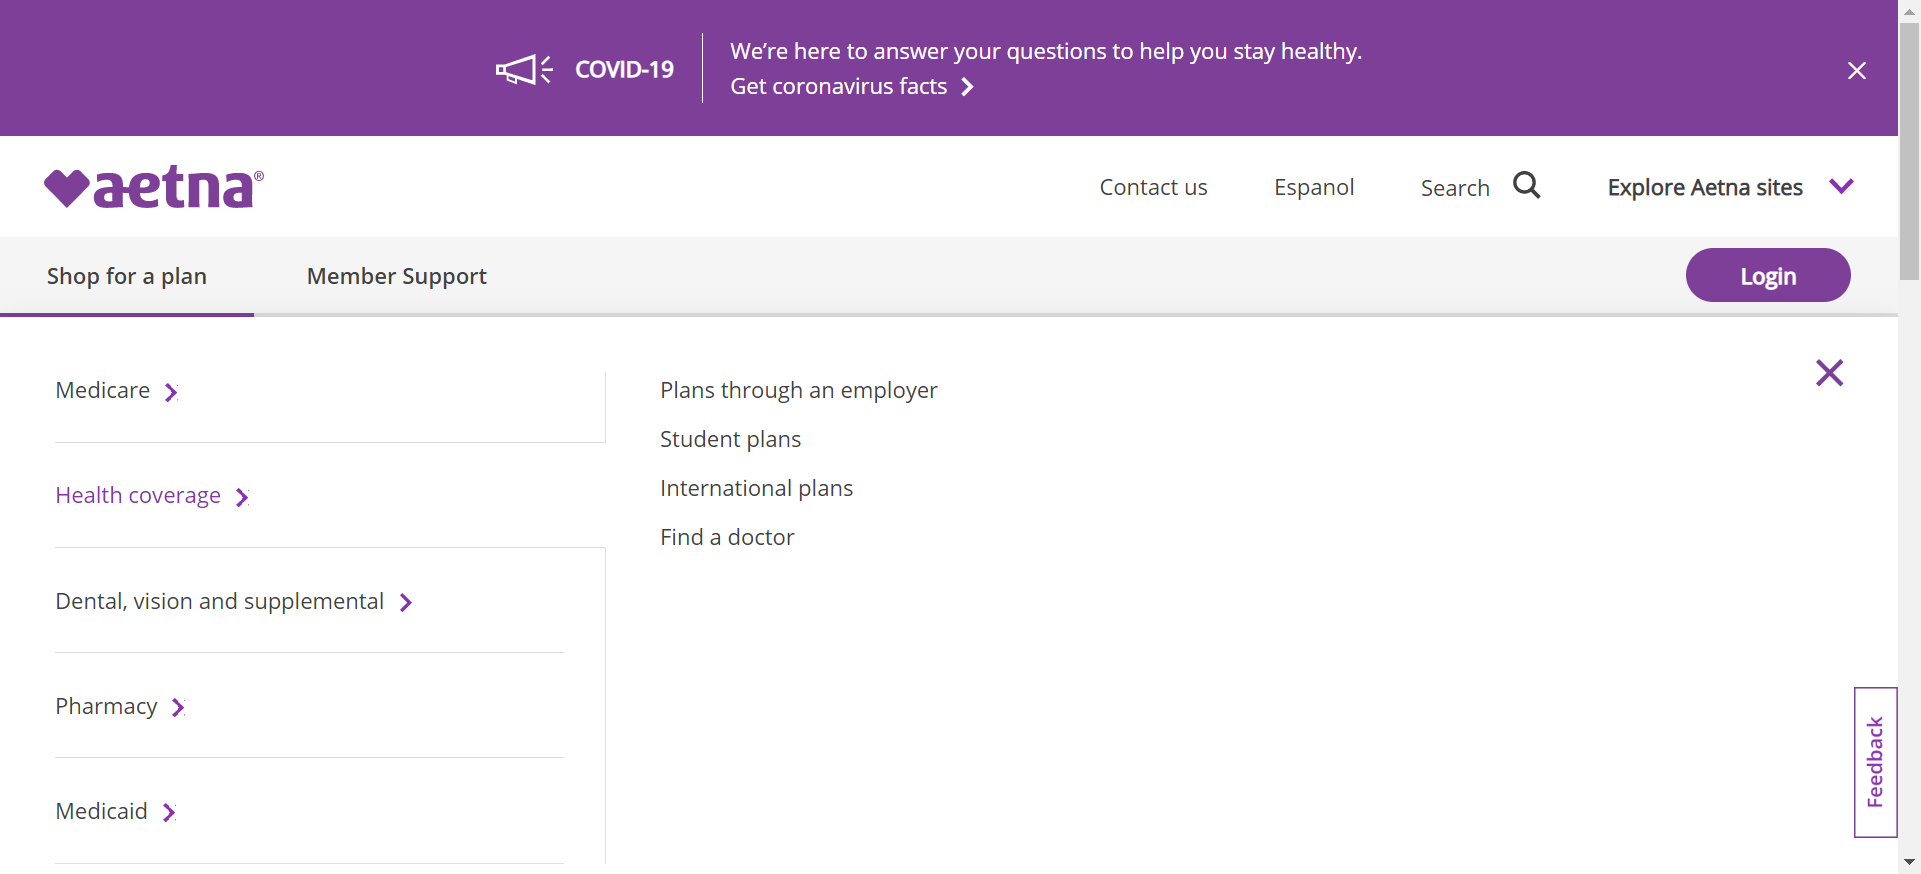 COVID-19
We’re here to answer your questions to help you stay healthy.
Get coronavirus facts
aetna®
Contact us
Espanol
Search
Explore Aetna sites
Shop for a plan
Member Support
Login
Medicare
Health coverage
Dental, vision and supplemental
Pharmacy
Medicaid
Plans through an employer
Student plans
International plans
Find a doctor
Feedback